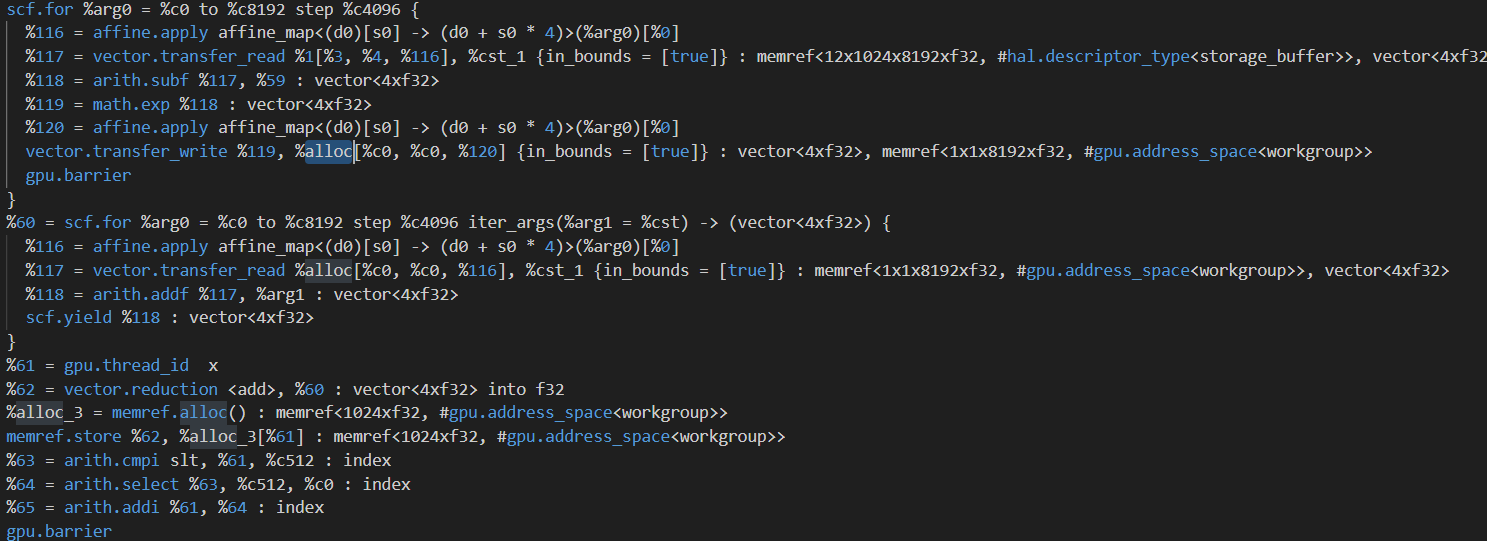 scf.for %arg0 = %c0 to %c8192 step %c4096 {
%116 = affine.apply affine_map<(d0)[s0] -> (d0 + s0 * 4)>(%arg0)[%0]
%117 = vector.transfer_read %1[%3, %4, %116], %cst_1 {in_bounds = [true]} : memref<12x1024x8192xf32, #hal.descriptor_type<storage_buffer>>, vector<4xf32
%118 = arith.subf %117, %59 : vector<4xf32>
%119 = math.exp %118 : vector<4xf32>
%120 = affine.apply affine_map<(d0)[s0] -> (d0 + s0 * 4)>(%arg0)[%0]
vector.transfer_write %119, %alloc[%c0, %c0, %120] {in_bounds = [true]} : vector<4xf32>, memref<1x1x8192xf32, #gpu.address_space<workgroup>>
gpu.barrier
}
%60 = scf.for %arg0 = %c0 to %c8192 step %c4096 iter_args(%arg1 = %cst) -> (vector<4xf32>) {
%116 = affine.apply affine_map<(d0)[s0] -> (d0 + s0 * 4)>(%arg0)[%0]
%117 = vector.transfer_read %alloc[%c0, %c0, %116], %cst_1 {in_bounds = [true]} : memref<1x1x8192xf32, #gpu.address_space<workgroup>>, vector<4xf32>
%118 = arith.addf %117, %arg1 : vector<4xf32>
scf.yield %118 : vector<4xf32>
}
%61 = gpu.thread_id  x
%62 = vector.reduction <add>, %60 : vector<4xf32> into f32
%alloc_3 = memref.alloc() : memref<1024xf32, #gpu.address_space<workgroup>>
memref.store %62, %alloc_3[%61] : memref<1024xf32, #gpu.address_space<workgroup>>
%63 = arith.cmpi slt, %61, %c512 : index
%64 = arith.select %63, %c512, %c0 : index
%65 = arith.addi %61, %64 : index
gpu.barrier